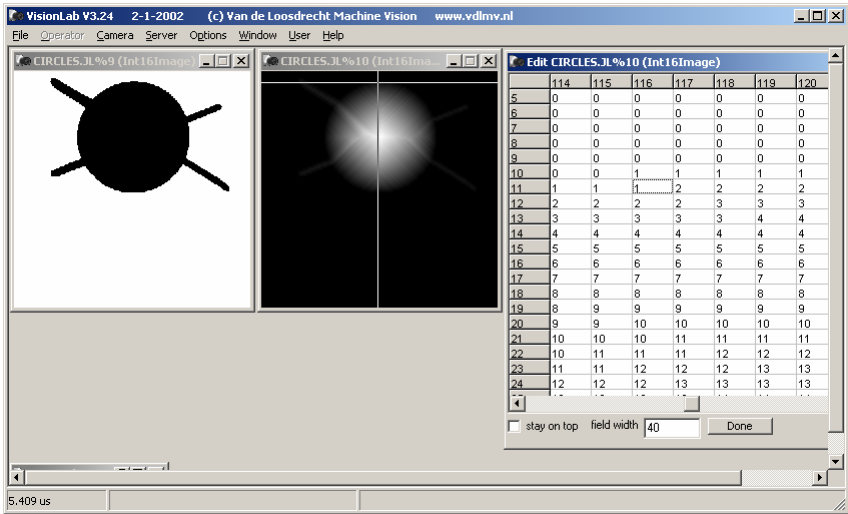 VisionLab V3.24 2-1-2002 (c) Van de Loosdrecht Machine Vision www.vdlmv.nl
File Operator Camera Server Options Window User Help
CIRCLES.JL%9 (Int16Image)
CIRCLES.JL%10 (Int16Ima...
Edit CIRCLES.JL%10 (Int16Image)
114 115 116 117 118 119 120
5 0 0 0 0 0 0 0
6 0 0 0 0 0 0 0
7 0 0 0 0 0 0 0
8 0 0 0 0 0 0 0
9 0 0 0 0 0 0 0
10 0 0 1 1 1 1 1
11 1 1 1 2 2 2 2
12 2 2 2 2 3 3 3
13 3 3 3 3 3 4 4
14 4 4 4 4 4 4 4
15 5 5 5 5 5 5 5
16 6 6 6 6 6 6 6
17 7 7 7 7 7 7 7
18 8 8 8 8 8 8 8
19 8 9 9 9 9 9 9
20 9 9 10 10 10 10 10
21 10 10 10 11 11 11 11
22 10 11 11 11 12 12 12
23 11 11 12 12 12 13 13
24 12 12 12 13 13 13 13
stay on top field width 40 Done
5.409 us